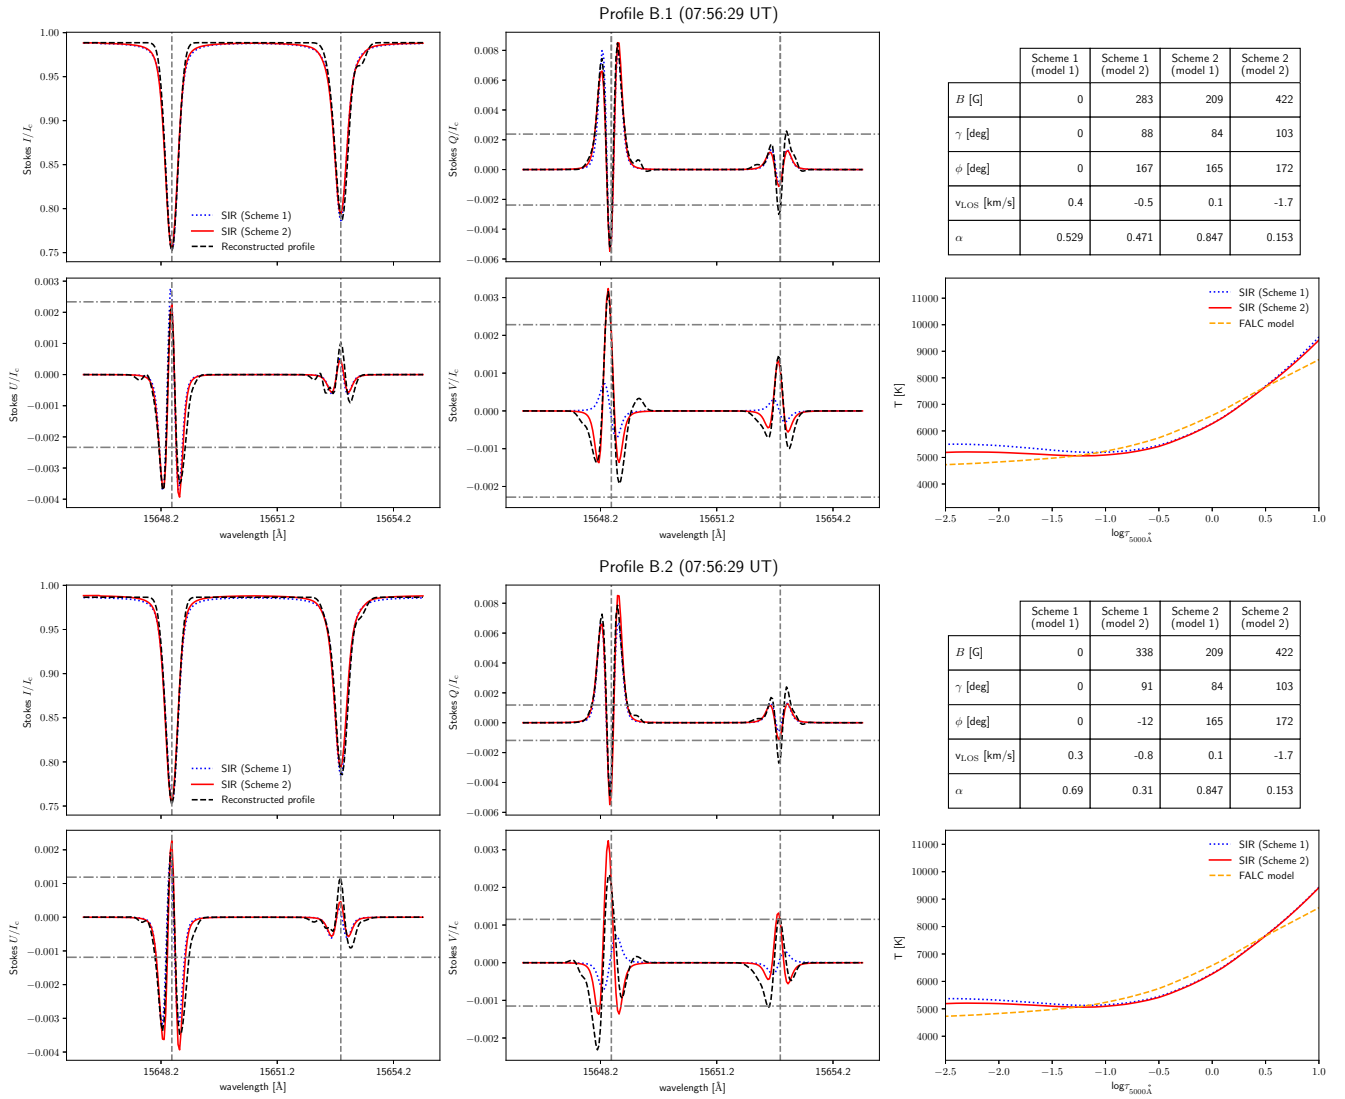 Profile B.1 (07:56:29 UT)
Stokes I/I_c
1.00
0.95
0.90
0.85
0.80
0.75
SIR (Scheme 1)
SIR (Scheme 2)
Reconstructed profile
Stokes Q/I_c
0.008
0.006
0.004
0.002
0.000
−0.002
−0.004
−0.006
Scheme 1 (model 1) Scheme 1 (model 2) Scheme 2 (model 1) Scheme 2 (model 2)
B [G] 0 283 209 422
γ [deg] 0 88 84 103
ϕ [deg] 0 167 165 172
v_LOS [km/s] 0.4 -0.5 0.1 -1.7
α 0.529 0.471 0.847 0.153
Stokes U/I_c
0.003
0.002
0.001
0.000
−0.001
−0.002
−0.003
−0.004
15648.2 15651.2 15654.2
wavelength [Å]
Stokes V/I_c
0.003
0.002
0.001
0.000
−0.001
−0.002
15648.2 15651.2 15654.2
wavelength [Å]
T [K]
11000
10000
9000
8000
7000
6000
5000
4000
SIR (Scheme 1)
SIR (Scheme 2)
FALC model
−2.5 −2.0 −1.5 −1.0 −0.5 0.0 0.5 1.0
logτ_5000Å
Profile B.2 (07:56:29 UT)
Stokes I/I_c
1.00
0.95
0.90
0.85
0.80
0.75
SIR (Scheme 1)
SIR (Scheme 2)
Reconstructed profile
Stokes Q/I_c
0.008
0.006
0.004
0.002
0.000
−0.002
−0.004
−0.006
Scheme 1 (model 1) Scheme 1 (model 2) Scheme 2 (model 1) Scheme 2 (model 2)
B [G] 0 338 209 422
γ [deg] 0 91 84 103
ϕ [deg] 0 -12 165 172
v_LOS [km/s] 0.3 -0.8 0.1 -1.7
α 0.69 0.31 0.847 0.153
Stokes U/I_c
0.002
0.001
0.000
−0.001
−0.002
−0.003
−0.004
15648.2 15651.2 15654.2
wavelength [Å]
Stokes V/I_c
0.003
0.002
0.001
0.000
−0.001
−0.002
15648.2 15651.2 15654.2
wavelength [Å]
T [K]
11000
10000
9000
8000
7000
6000
5000
4000
SIR (Scheme 1)
SIR (Scheme 2)
FALC model
−2.5 −2.0 −1.5 −1.0 −0.5 0.0 0.5 1.0
logτ_5000Å